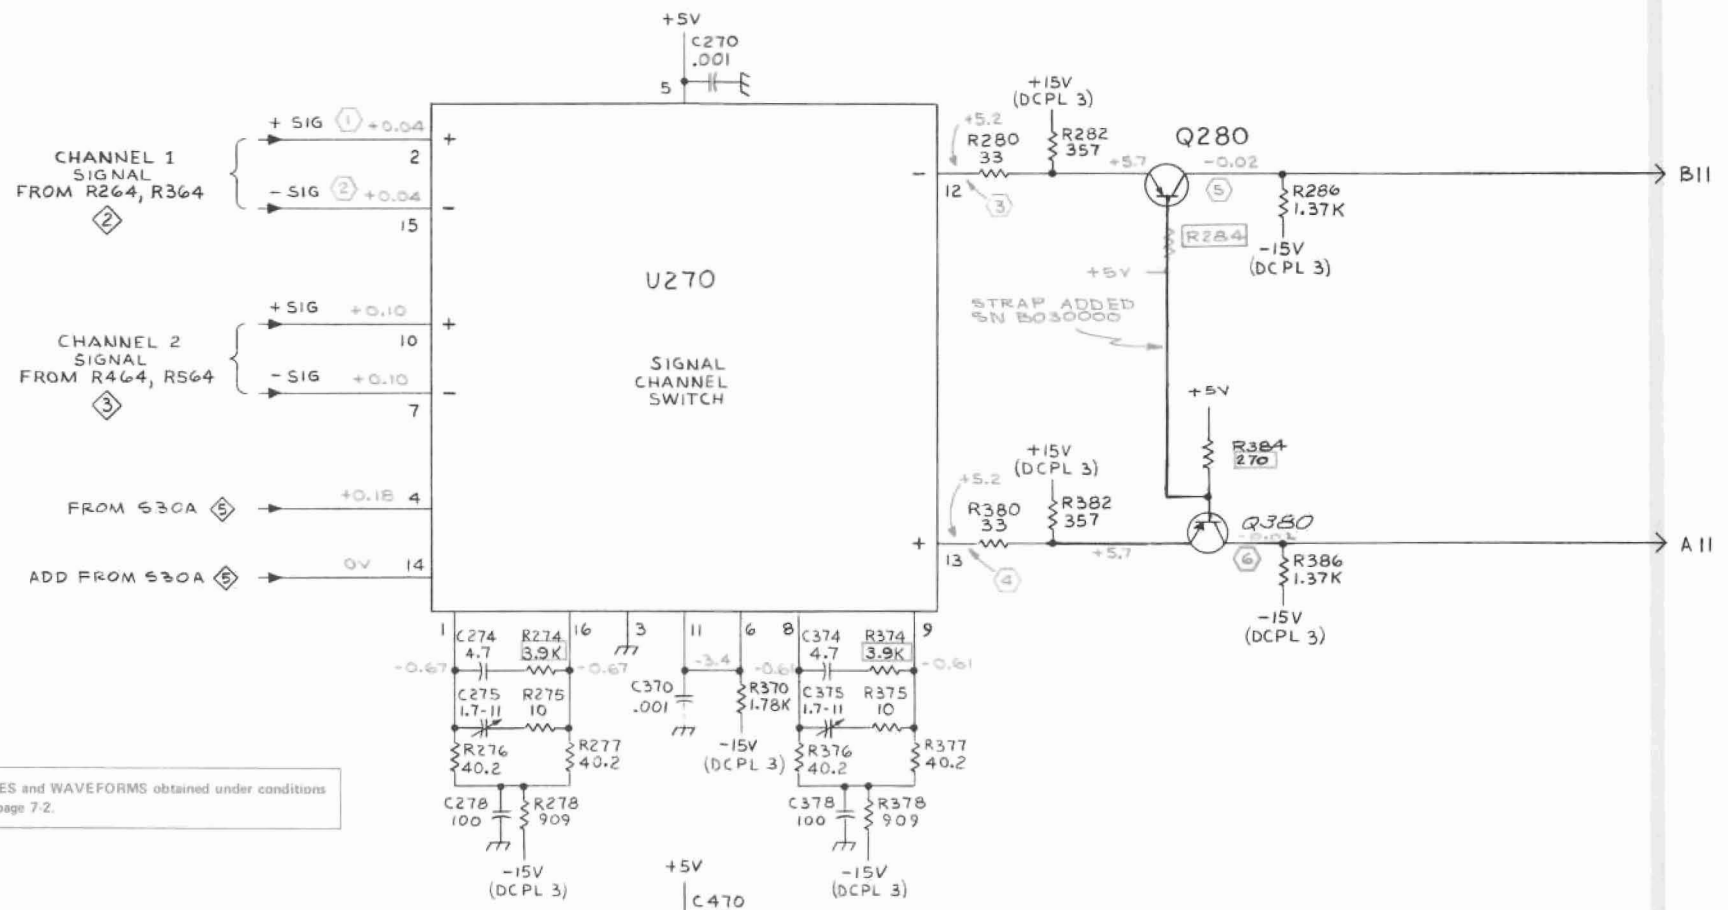 +5V
C270
.001
5
+ SIG 1 +0.04
+
2
CHANNEL 1
SIGNAL
FROM R264, R364
2
- SIG 2 +0.04
-
15
+ SIG +0.10
+
10
CHANNEL 2
SIGNAL
FROM R464, R564
3
- SIG +0.10
-
7
FROM S30A 5
+0.18 4
ADD FROM S30A 5
0V 14
U270
SIGNAL
CHANNEL
SWITCH
-
12
+5.2
R280
33
3
+15V
(DCPL 3)
R282
357
+5.7
Q280
-0.02
5
R286
1.37K
-15V
(DCPL 3)
B11
R284
+5V
STRAP ADDED
SN B030000
+5V
R384
270
+
13
+5.2
R380
33
4
+15V
(DCPL 3)
R382
357
+5.7
Q380
-0.02
6
R386
1.37K
-15V
(DCPL 3)
A11
1
C274
4.7
R274
3.9K
16
-0.67
-0.67
C275
1.7-11
R275
10
R276
40.2
R277
40.2
C278
100
R278
909
-15V
(DCPL 3)
3
11
6
-3.4
C370
.001
R370
1.78K
-15V
(DCPL 3)
8
C374
4.7
R374
3.9K
9
-0.61
-0.61
C375
1.7-11
R375
10
R376
40.2
R377
40.2
C378
100
R378
909
-15V
(DCPL 3)
+5V
C470
ES and WAVEFORMS obtained under conditions
page 7-2.